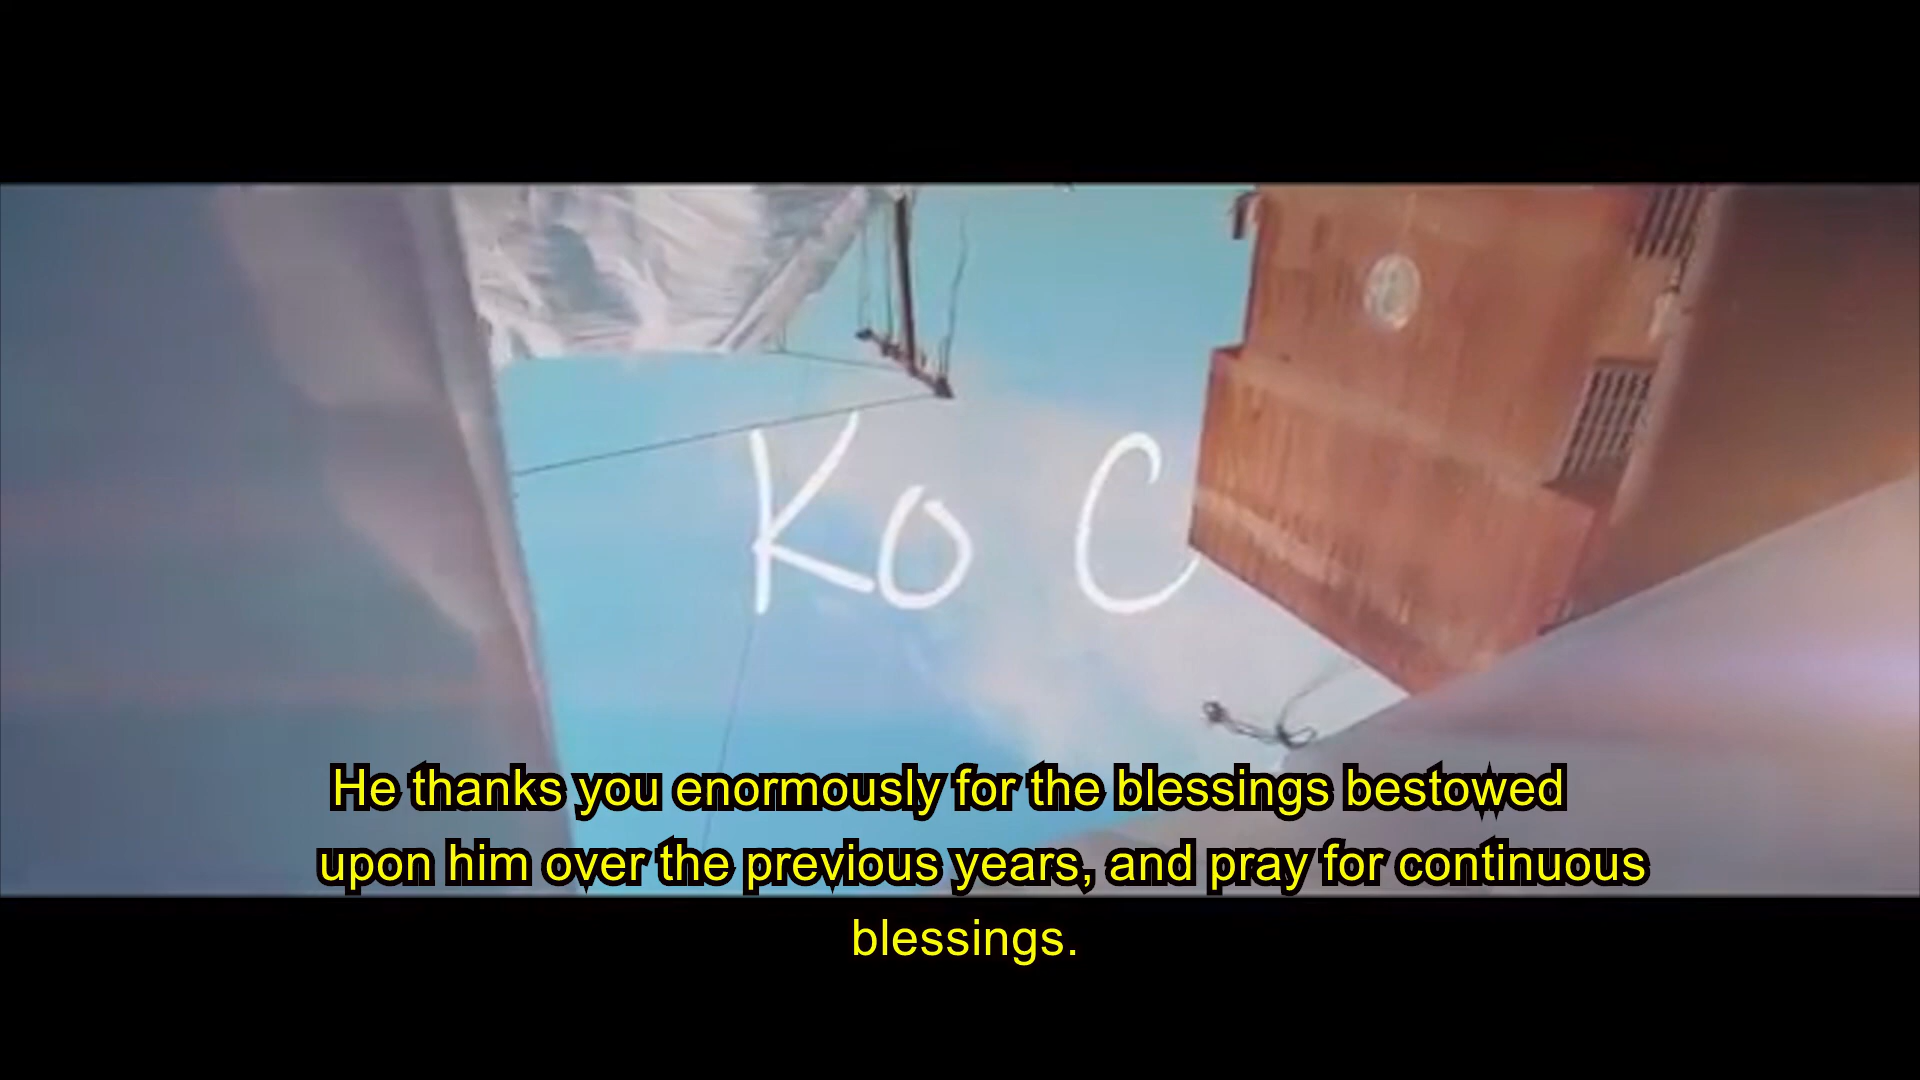 Ko C
He thanks you enormously for the blessings bestowed
upon him over the previous years, and pray for continuous
blessings.